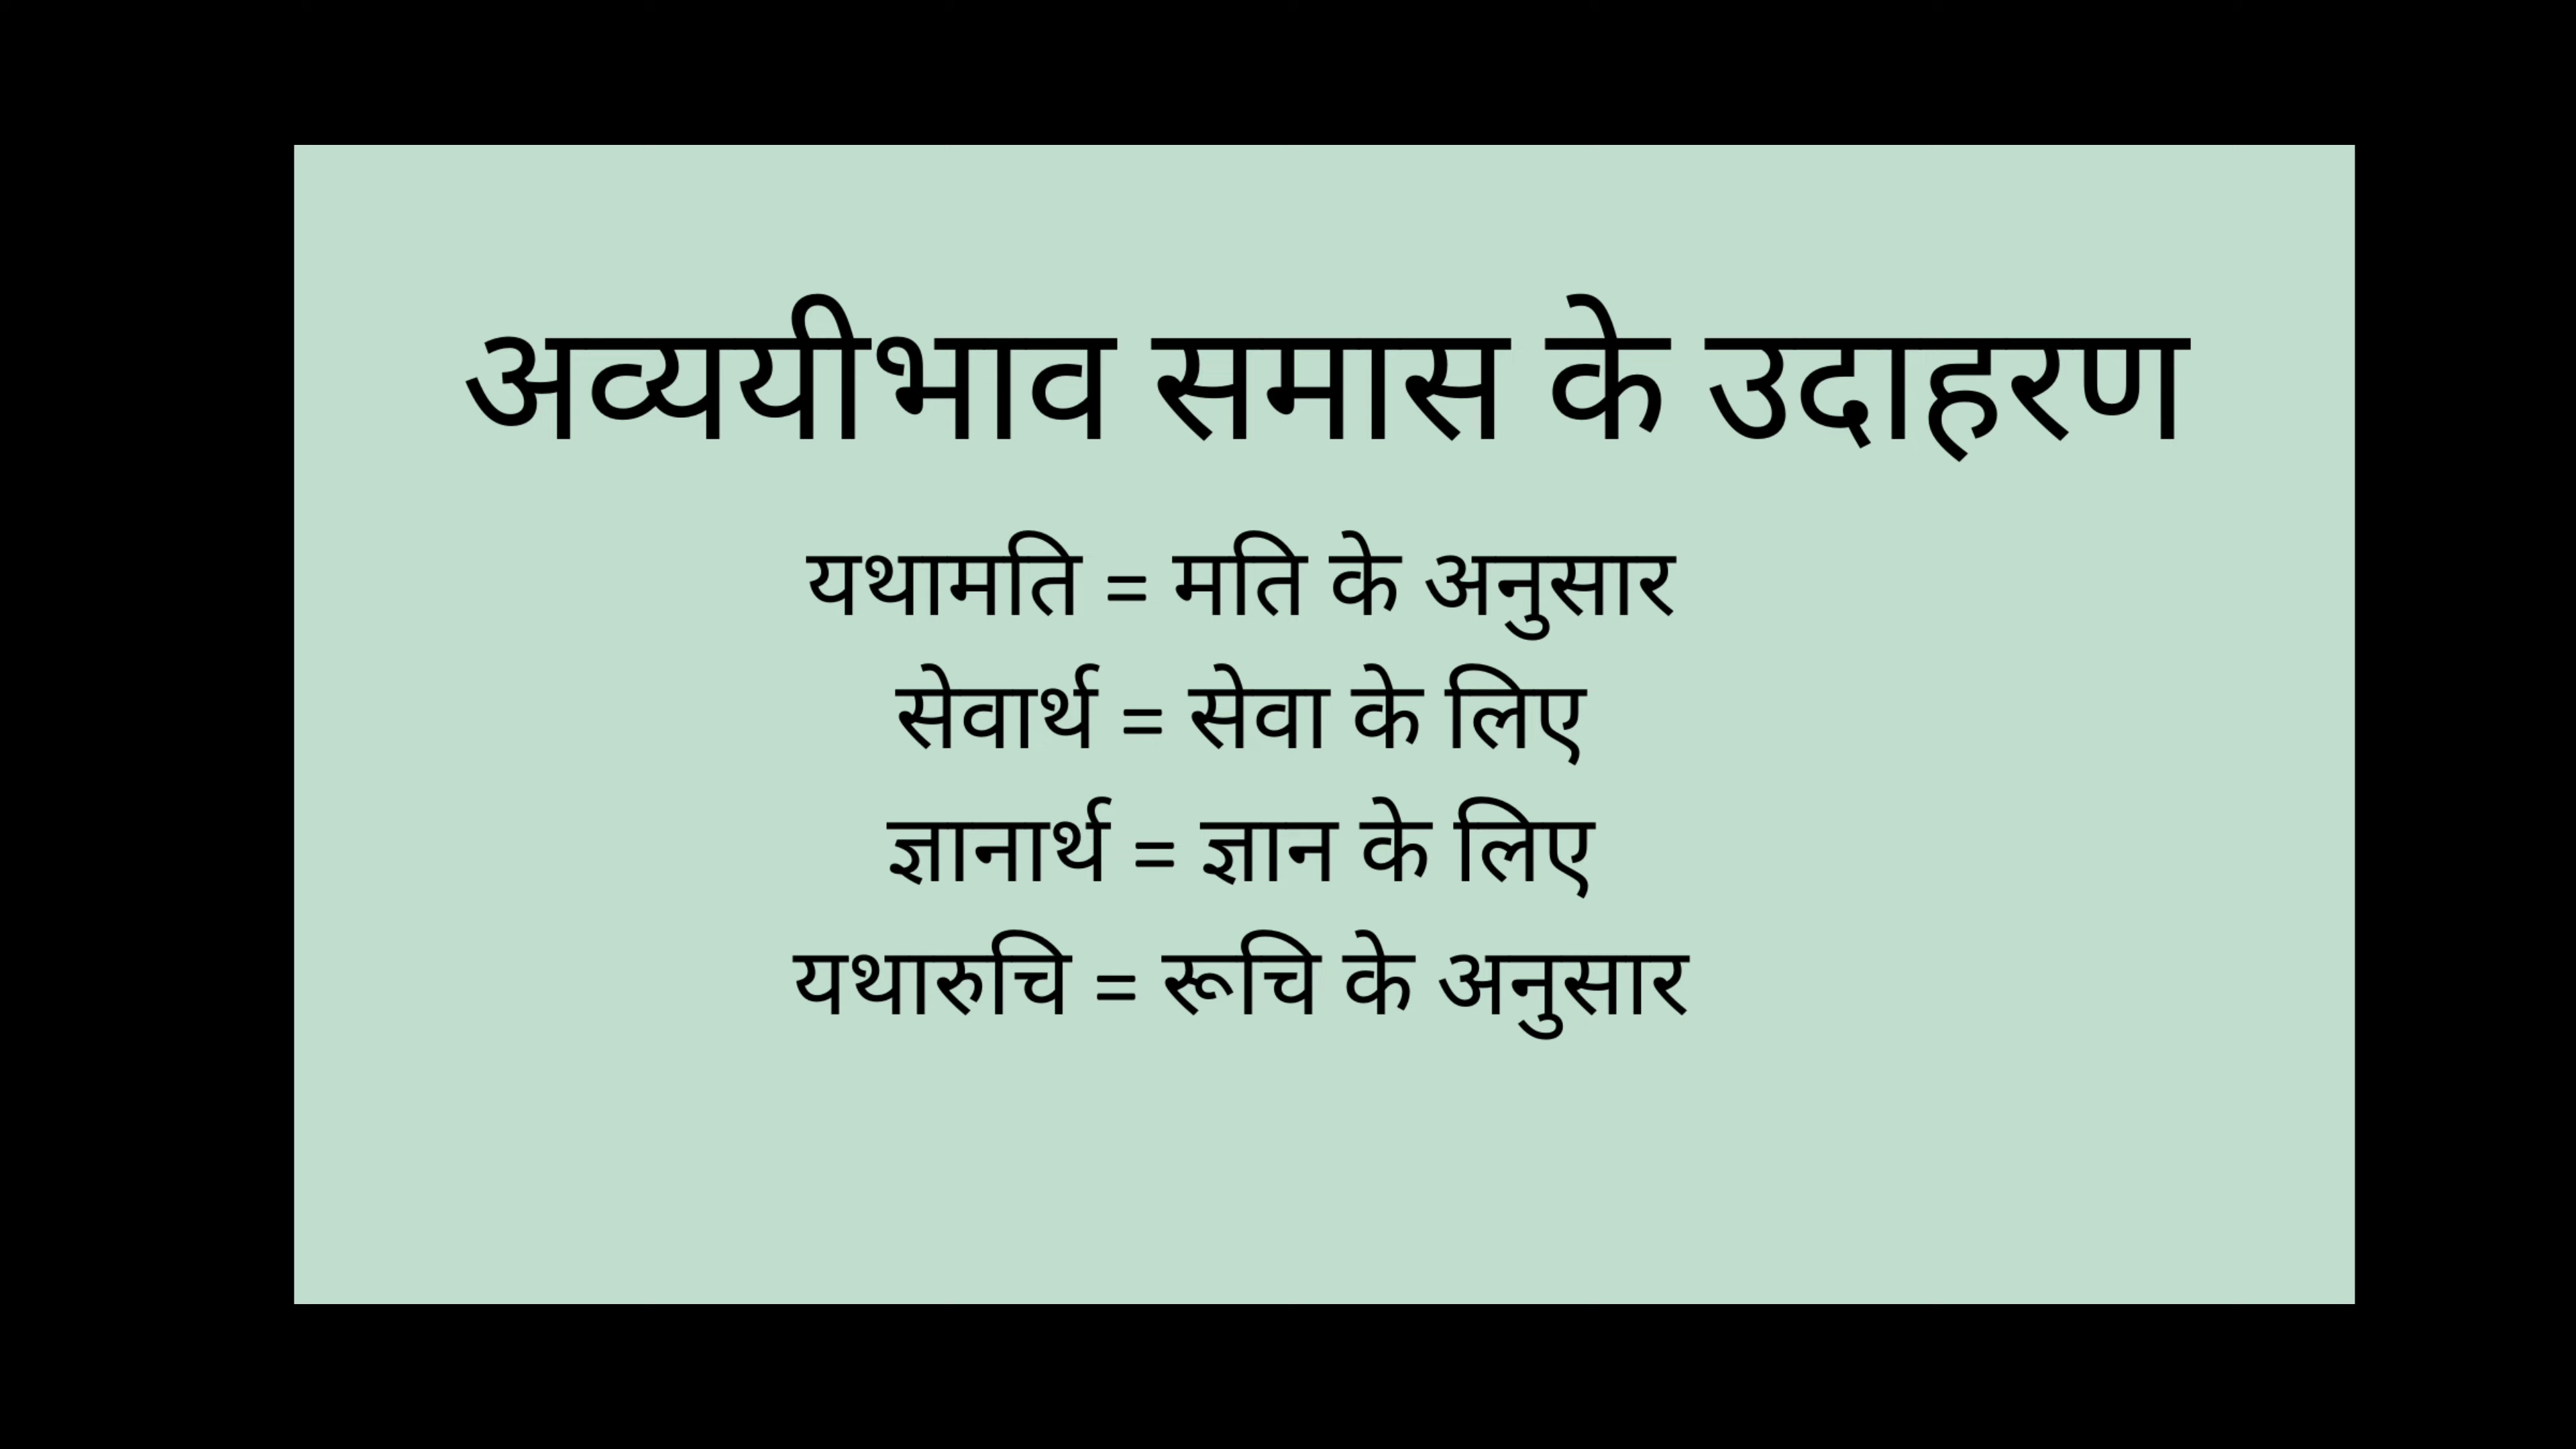 अव्ययीभाव समास के उदाहरण
यथामति = मति के अनुसार
सेवार्थ = सेवा के लिए
ज्ञानार्थ = ज्ञान के लिए
यथारुचि = रूचि के अनुसार